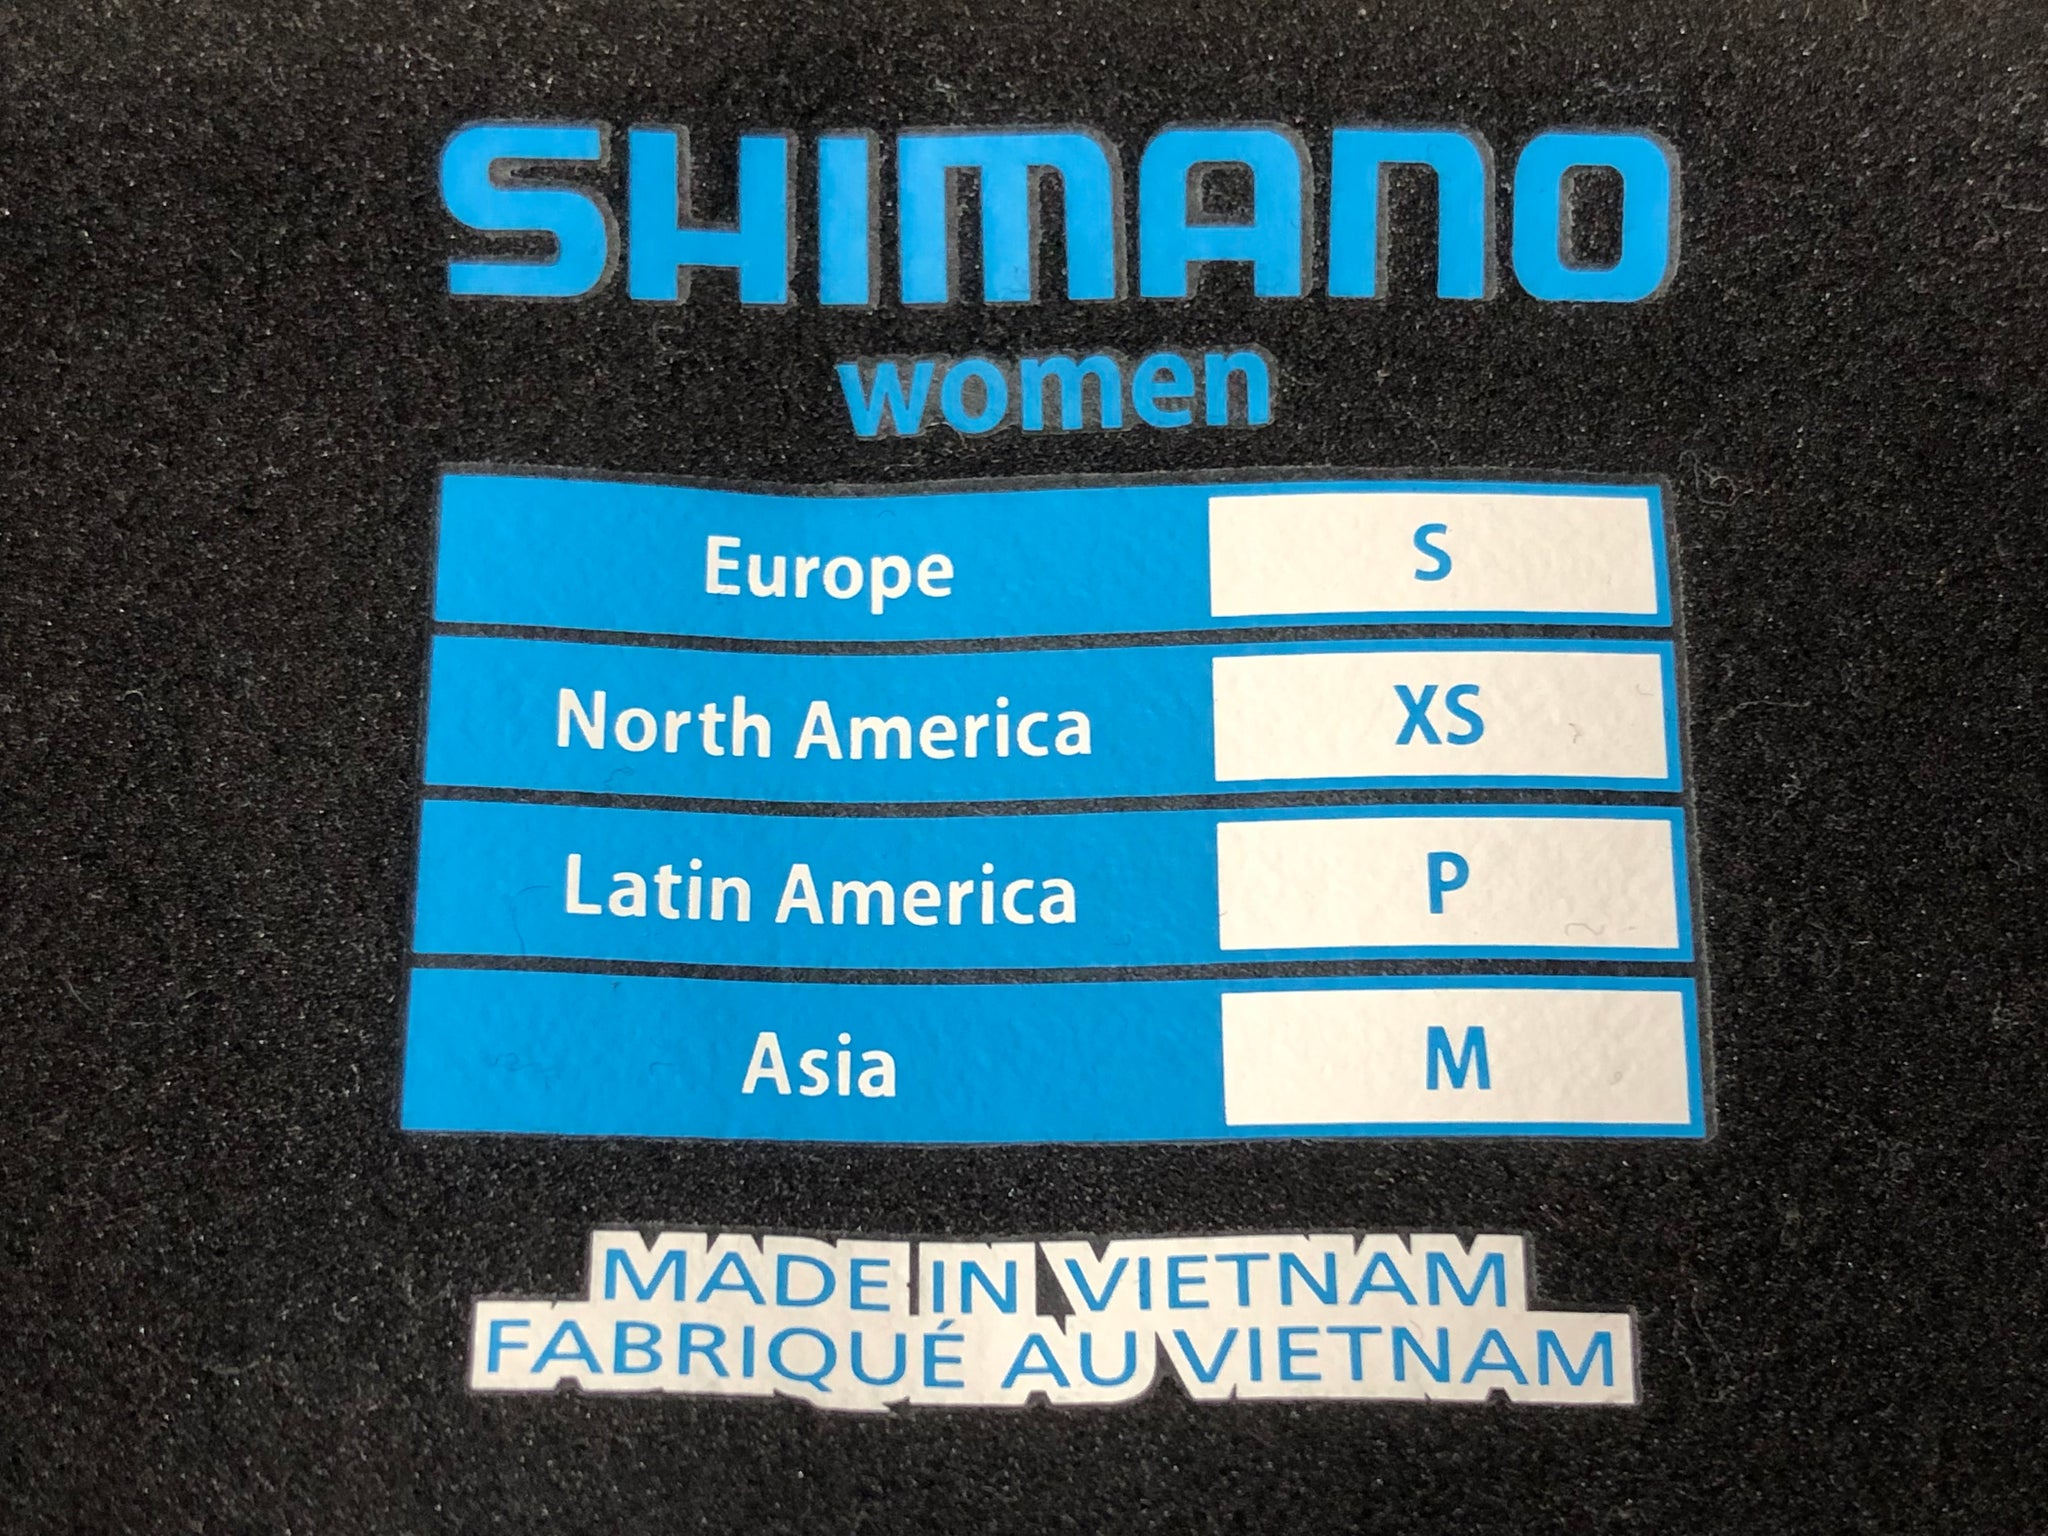 SHIMANO
women
Europe S
North America XS
Latin America P
Asia M
MADE IN VIETNAM
FABRIQUÉ AU VIETNAM